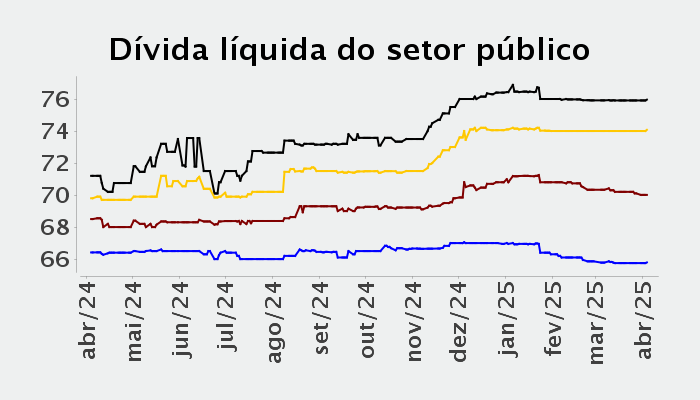 Dívida líquida do setor público
76
74
72
70
68
66
abr/24
mai/24
jun/24
jul/24
ago/24
set/24
out/24
nov/24
dez/24
jan/25
fev/25
mar/25
abr/25